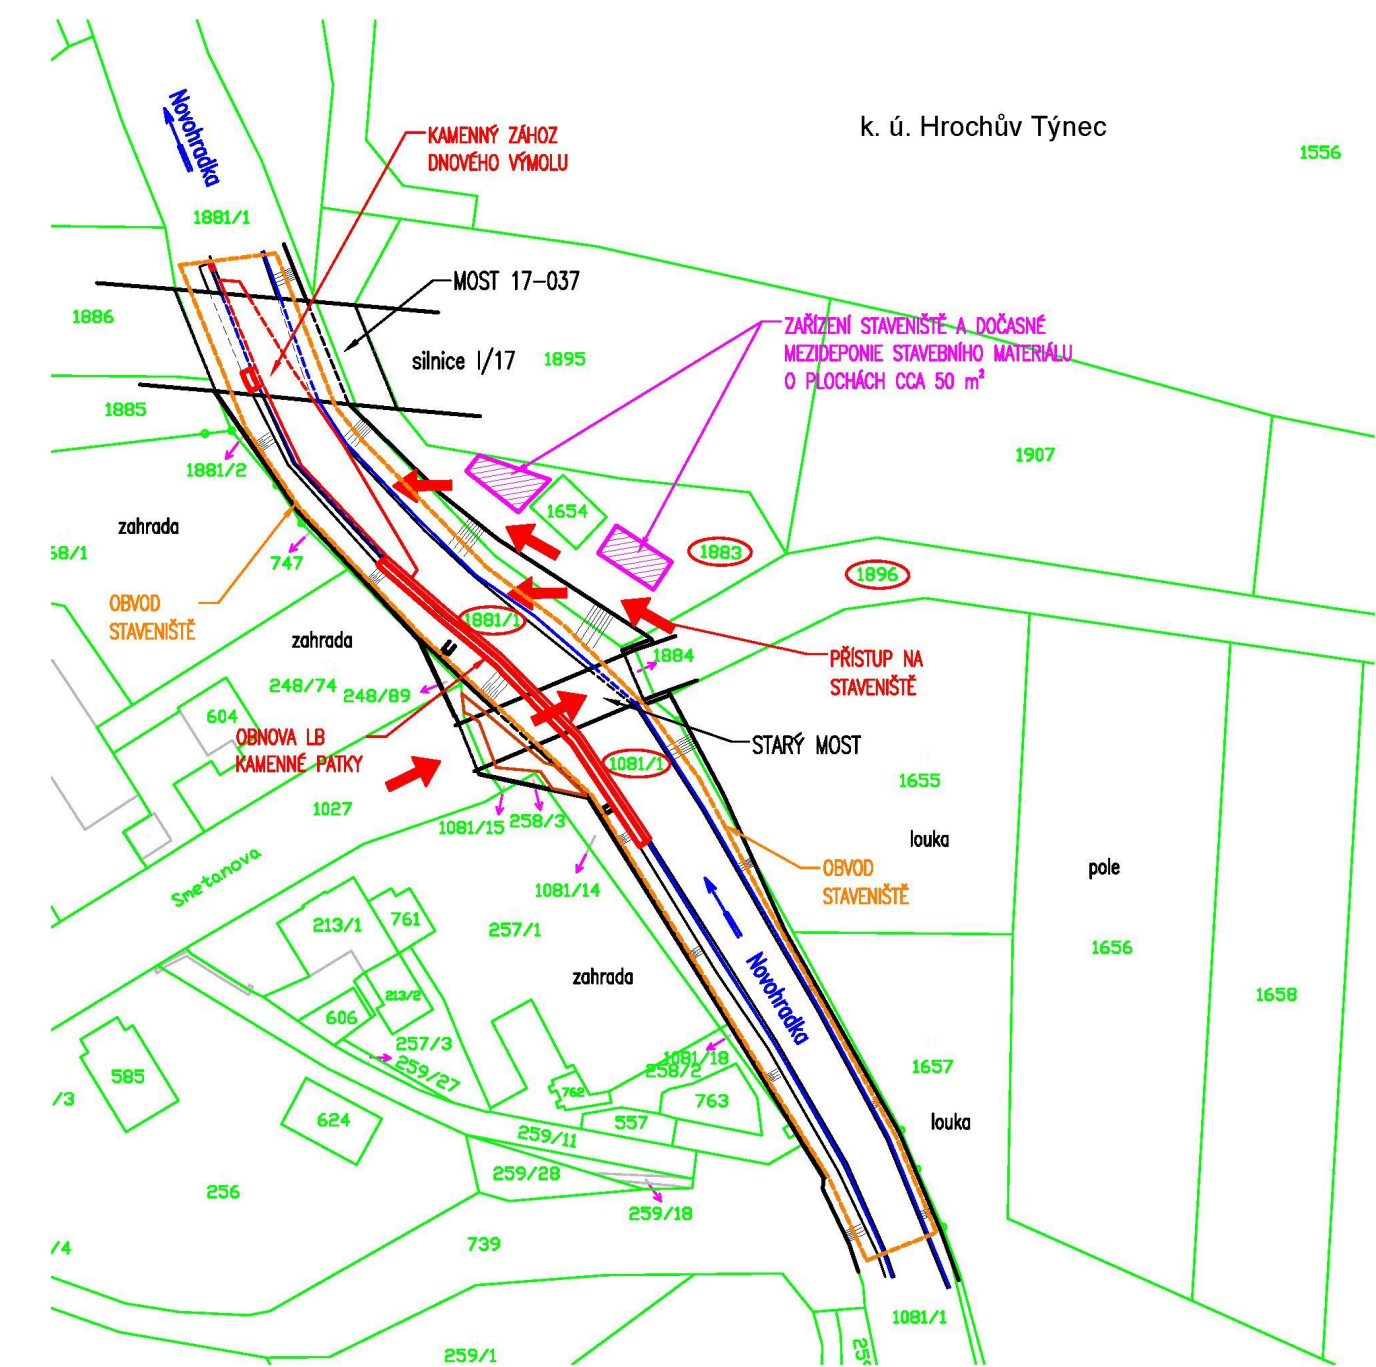 Novohradka
KAMENNÝ ZÁHOZ
DNOVÉHO VÝMOLU
k. ú. Hrochův Týnec
1556
1881/1
MOST 17-037
1886
silnice I/17
1895
ZAŘÍZENÍ STAVENIŠTĚ A DOČASNÉ
MEZIDEPONIE STAVEBNÍHO MATERIÁLU
O PLOCHÁCH CCA 50 m²
1885
1881/2
1907
zahrada
1654
68/1
747
1883
1896
OBVOD
STAVENIŠTĚ
1881/1
zahrada
248/74
248/89
1884
PŘÍSTUP NA
STAVENIŠTĚ
604
OBNOVA LB
KAMENNÉ PATKY
STARÝ MOST
1081/1
1655
1027
1081/15
258/3
louka
pole
Smetanova
OBVOD
STAVENIŠTĚ
1081/14
213/1
761
257/1
1656
zahrada
Novohradka
213/2
1658
606
257/3
259/27
1081/18
258/2
1657
585
762
763
/3
624
557
louka
259/11
259/28
256
259/18
739
/4
1081/1
259/1
259